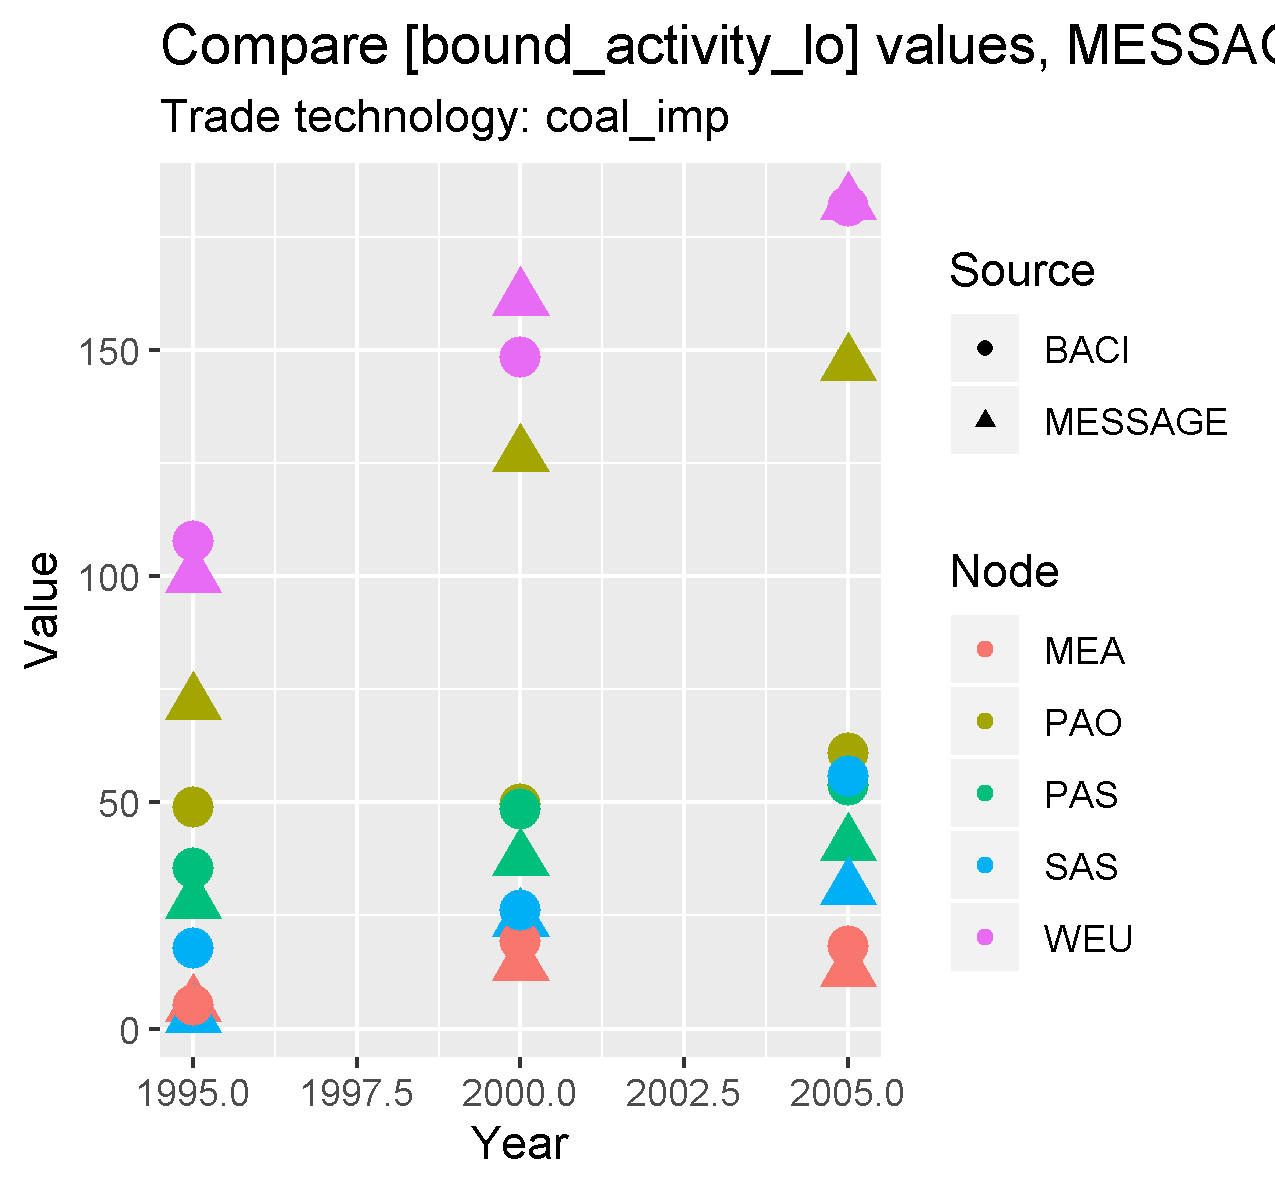 Compare [bound_activity_lo] values, MESSAG
Trade technology: coal_imp
Value
150
100
50
0
1995.0 1997.5 2000.0 2002.5 2005.0
Year
Source
BACI
MESSAGE
Node
MEA
PAO
PAS
SAS
WEU